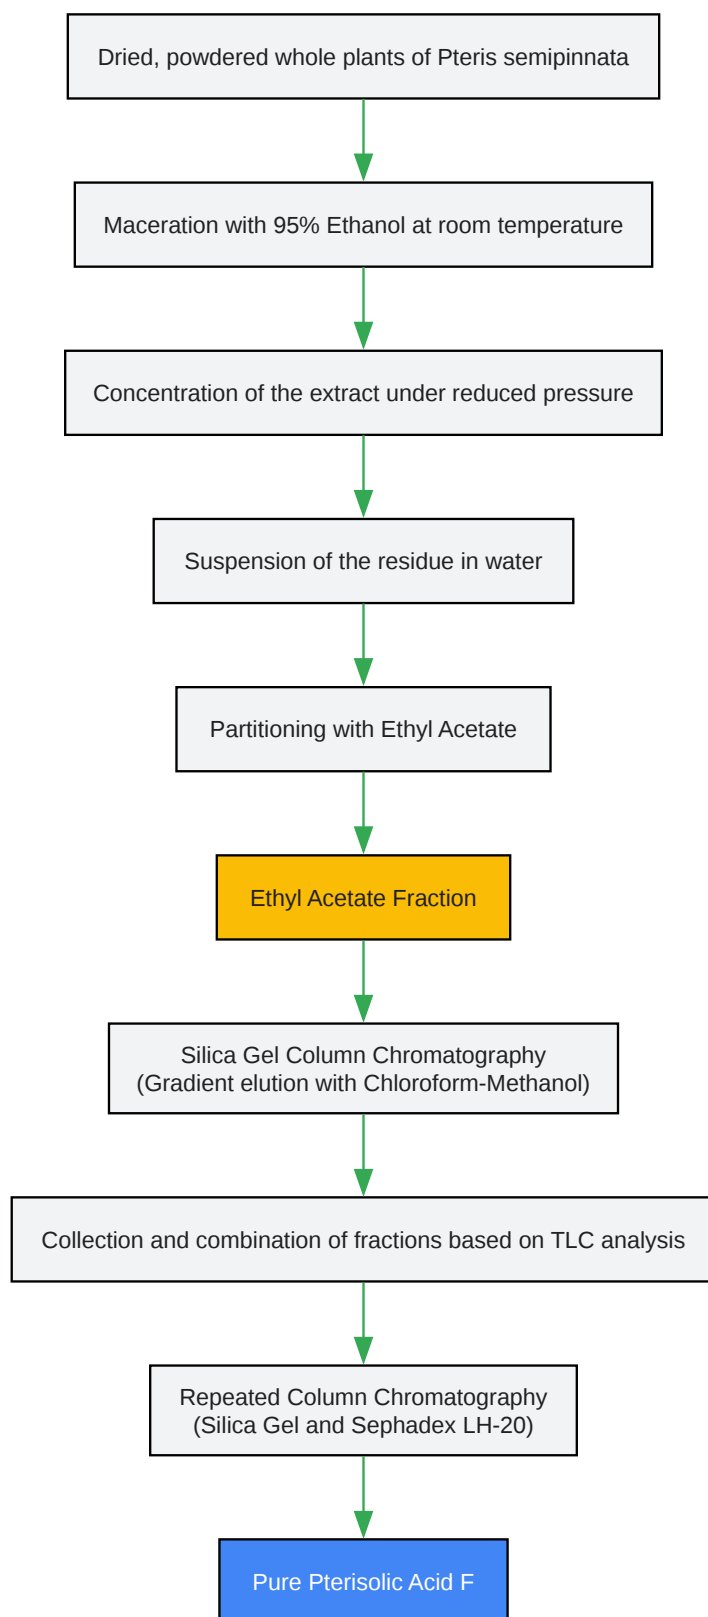 Dried, powdered whole plants of Pteris semipinnata
Maceration with 95% Ethanol at room temperature
Concentration of the extract under reduced pressure
Suspension of the residue in water
Partitioning with Ethyl Acetate
Ethyl Acetate Fraction
Silica Gel Column Chromatography
(Gradient elution with Chloroform-Methanol)
Collection and combination of fractions based on TLC analysis
Repeated Column Chromatography
(Silica Gel and Sephadex LH-20)
Pure Pterisolic Acid F